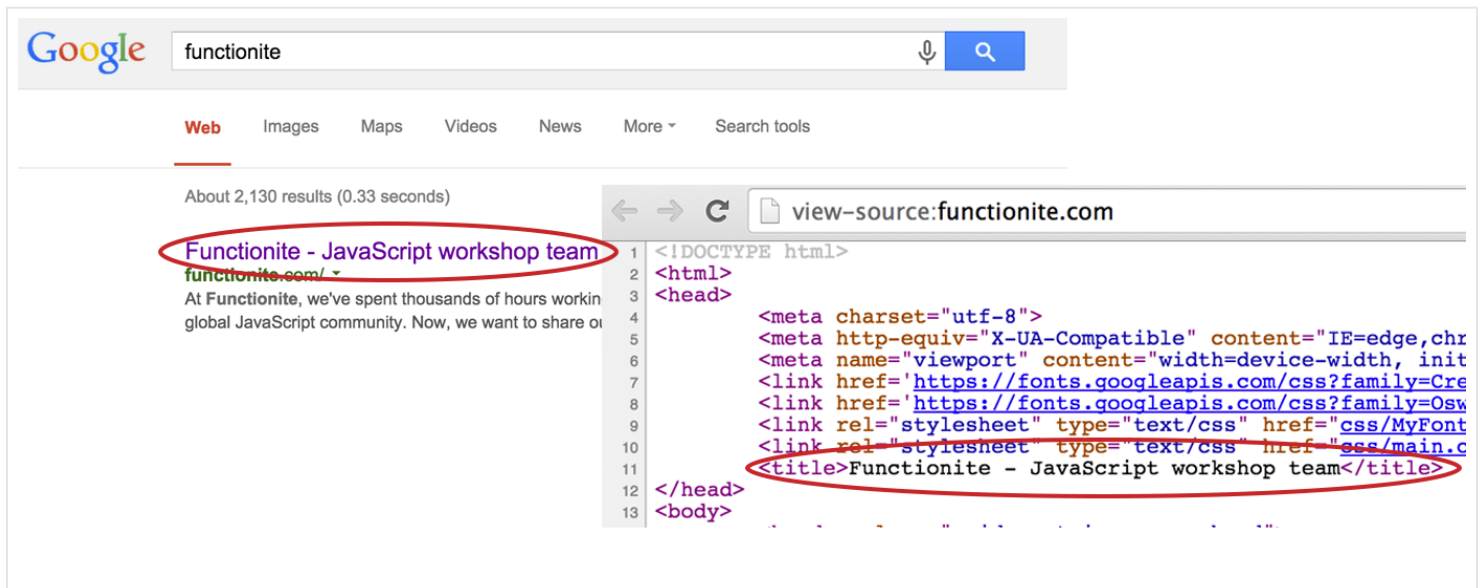 Google functionite
Web Images Maps Videos News More Search tools
About 2,130 results (0.33 seconds)
Functionite - JavaScript workshop team
functionite.com/
At Functionite, we've spent thousands of hours workin
global JavaScript community. Now, we want to share ou
view-source:functionite.com
1 <!DOCTYPE html>
2 <html>
3 <head>
4 <meta charset="utf-8">
5 <meta http-equiv="X-UA-Compatible" content="IE=edge,chr
6 <meta name="viewport" content="width=device-width, init
7 <link href='https://fonts.googleapis.com/css?family=Cre
8 <link href='https://fonts.googleapis.com/css?family=Osw
9 <link rel="stylesheet" type="text/css" href="css/MyFont
10 <link rel="stylesheet" type="text/css" href="css/main.c
11 <title>Functionite - JavaScript workshop team</title>
12 </head>
13 <body>